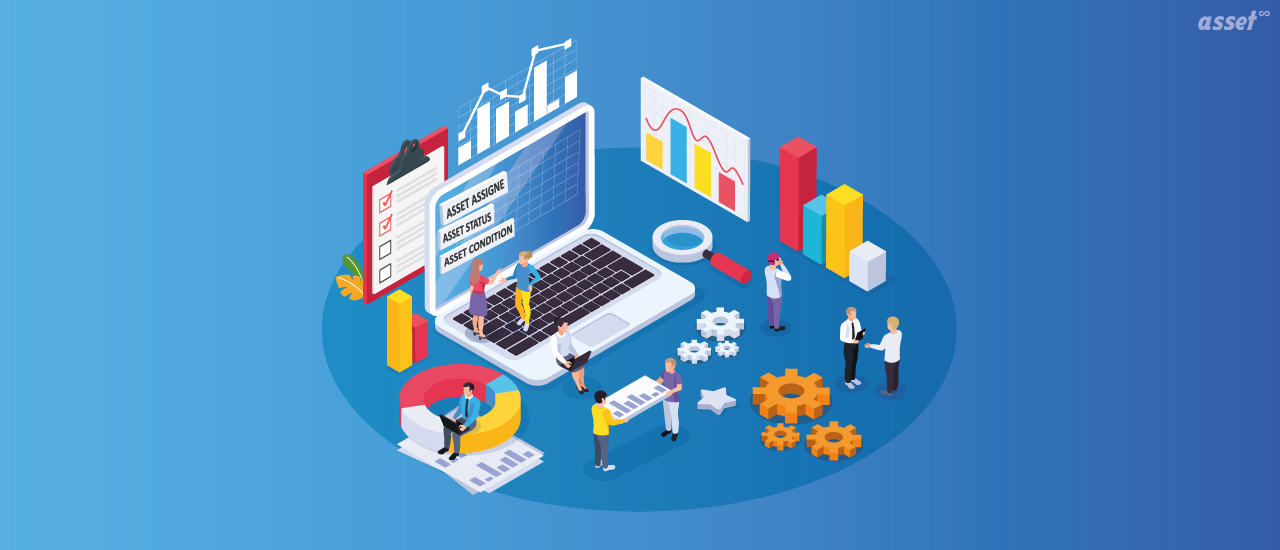 asset∞
ASSET ASSIGNE
ASSET STATUS
ASSET CONDITION